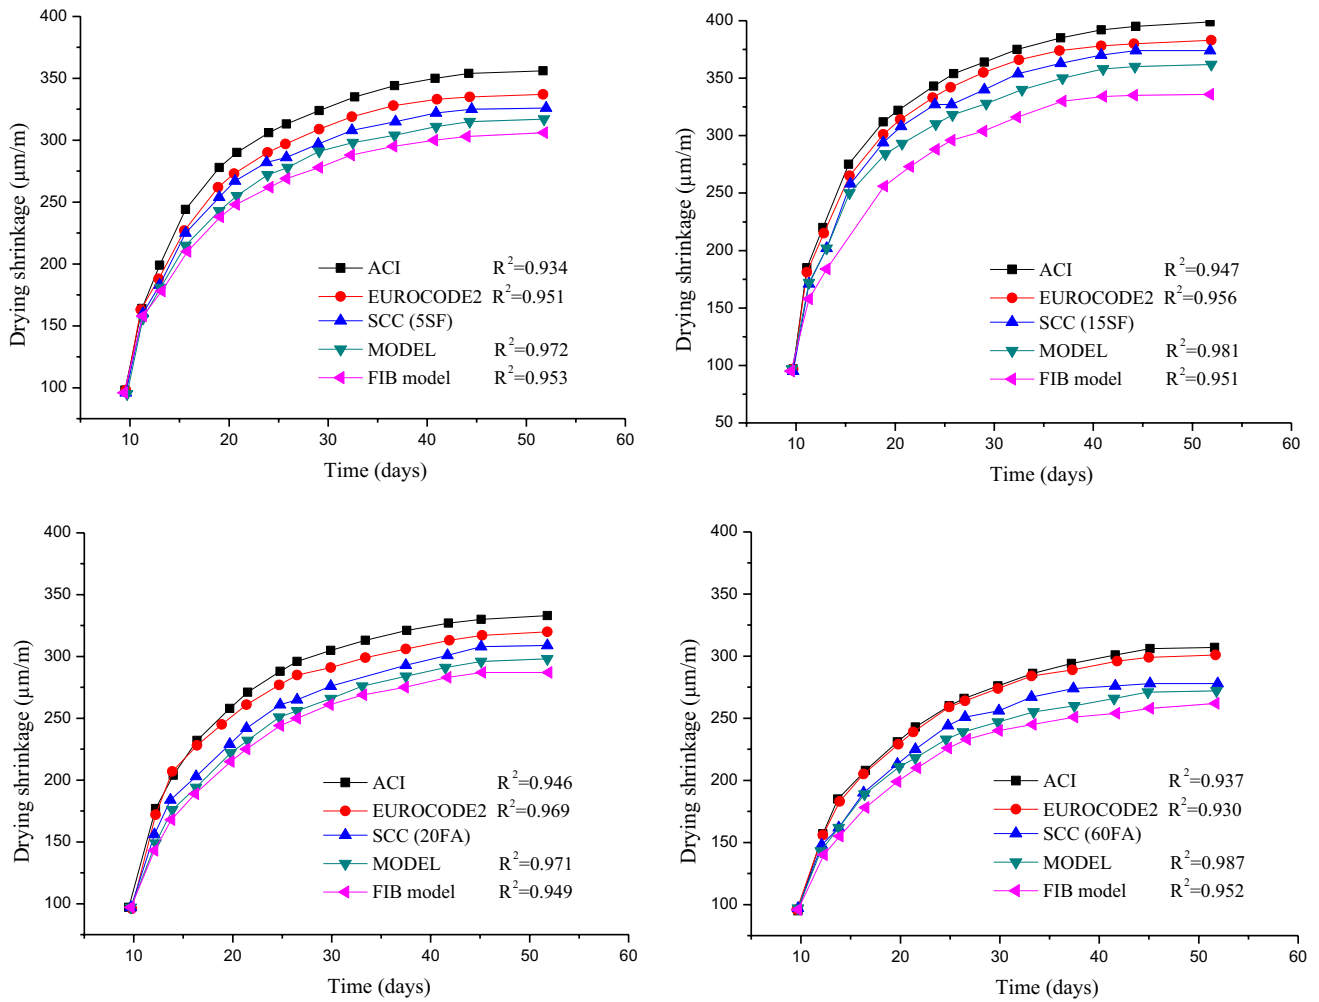 400
350
300
250
200
150
100
Drying shrinkage (µm/m)
ACI R²=0.934
EUROCODE2 R²=0.951
SCC (5SF)
MODEL R²=0.972
FIB model R²=0.953
10 20 30 40 50 60
Time (days)
400
350
300
250
200
150
100
50
Drying shrinkage (µm/m)
ACI R²=0.947
EUROCODE2 R²=0.956
SCC (15SF)
MODEL R²=0.981
FIB model R²=0.951
10 20 30 40 50 60
Time (days)
400
350
300
250
200
150
100
Drying shrinkage (µm/m)
ACI R²=0.946
EUROCODE2 R²=0.969
SCC (20FA)
MODEL R²=0.971
FIB model R²=0.949
10 20 30 40 50 60
Time (days)
400
350
300
250
200
150
100
Drying shrinkage (µm/m)
ACI R²=0.937
EUROCODE2 R²=0.930
SCC (60FA)
MODEL R²=0.987
FIB model R²=0.952
10 20 30 40 50 60
Time (days)